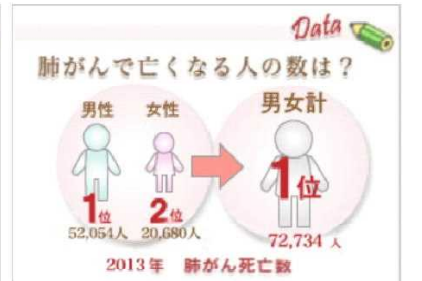 Data
肺がんで亡くなる人の数は？
男性 女性 男女計
1位 2位 1位
52,054人 20,680人 72,734 人
2013年 肺がん死亡数